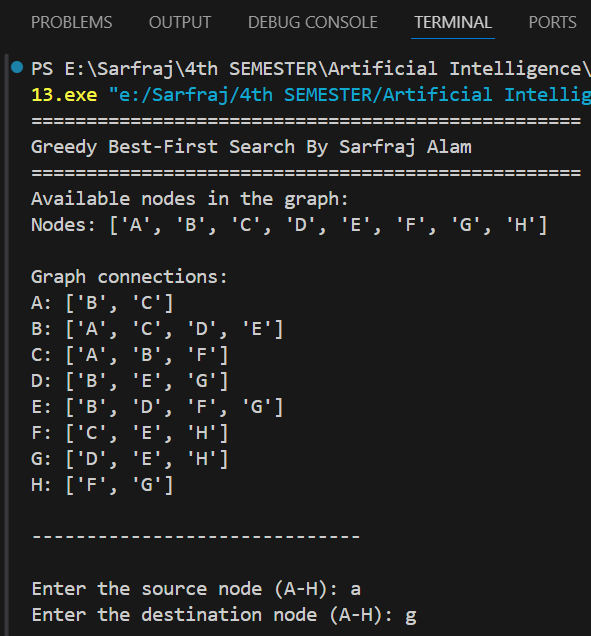 PROBLEMS OUTPUT DEBUG CONSOLE TERMINAL PORTS
PS E:\Sarfraj\4th SEMESTER\Artificial Intelligence\
13.exe "e:/Sarfraj/4th SEMESTER/Artificial Intellig
==================================================
Greedy Best-First Search By Sarfraj Alam
==================================================
Available nodes in the graph:
Nodes: ['A', 'B', 'C', 'D', 'E', 'F', 'G', 'H']
Graph connections:
A: ['B', 'C']
B: ['A', 'C', 'D', 'E']
C: ['A', 'B', 'F']
D: ['B', 'E', 'G']
E: ['B', 'D', 'F', 'G']
F: ['C', 'E', 'H']
G: ['D', 'E', 'H']
H: ['F', 'G']
------------------------------
Enter the source node (A-H): a
Enter the destination node (A-H): g